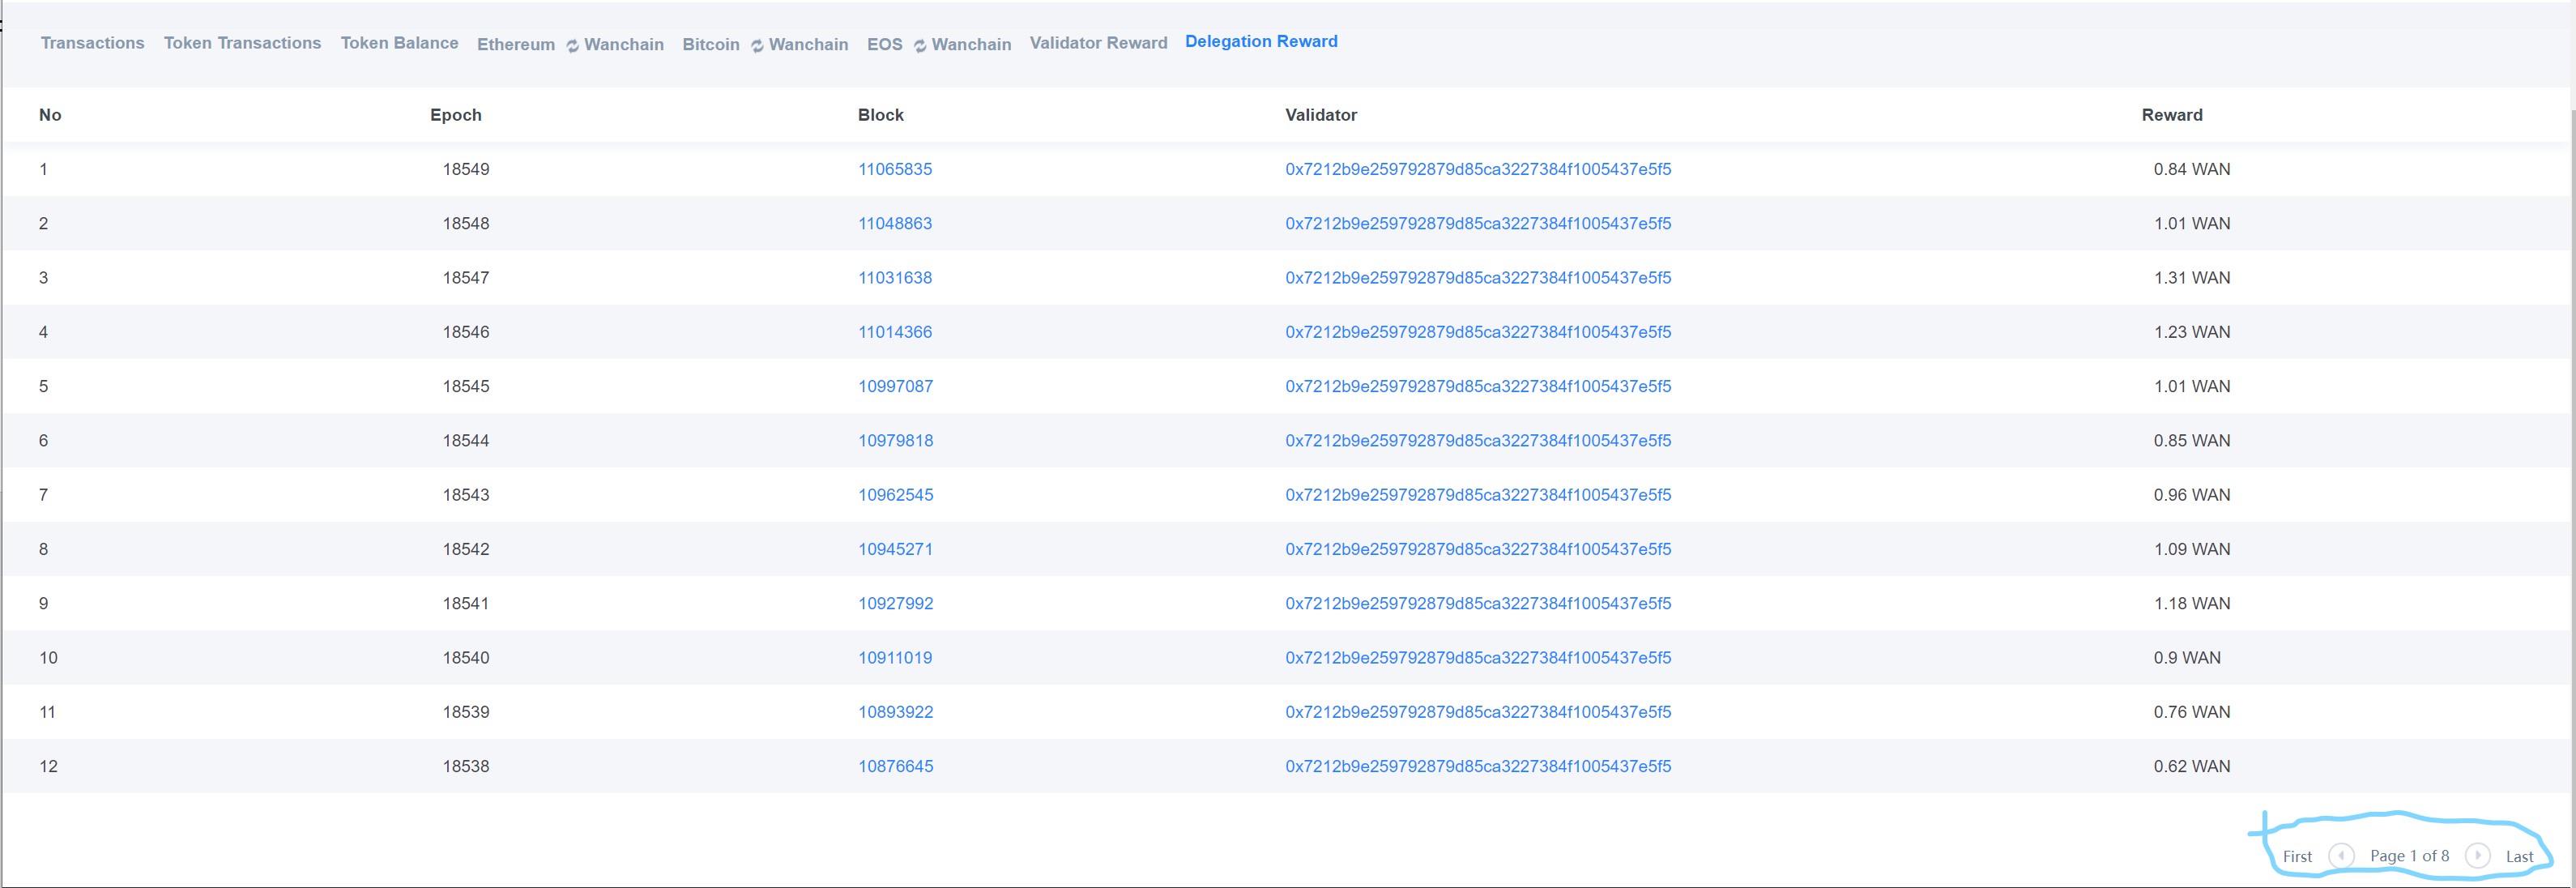 Transactions Token Transactions Token Balance Ethereum Wanchain Bitcoin Wanchain EOS Wanchain Validator Reward Delegation Reward
No Epoch Block Validator Reward
1 18549 11065835 0x7212b9e259792879d85ca3227384f1005437e5f5 0.84 WAN
2 18548 11048863 0x7212b9e259792879d85ca3227384f1005437e5f5 1.01 WAN
3 18547 11031638 0x7212b9e259792879d85ca3227384f1005437e5f5 1.31 WAN
4 18546 11014366 0x7212b9e259792879d85ca3227384f1005437e5f5 1.23 WAN
5 18545 10997087 0x7212b9e259792879d85ca3227384f1005437e5f5 1.01 WAN
6 18544 10979818 0x7212b9e259792879d85ca3227384f1005437e5f5 0.85 WAN
7 18543 10962545 0x7212b9e259792879d85ca3227384f1005437e5f5 0.96 WAN
8 18542 10945271 0x7212b9e259792879d85ca3227384f1005437e5f5 1.09 WAN
9 18541 10927992 0x7212b9e259792879d85ca3227384f1005437e5f5 1.18 WAN
10 18540 10911019 0x7212b9e259792879d85ca3227384f1005437e5f5 0.9 WAN
11 18539 10893922 0x7212b9e259792879d85ca3227384f1005437e5f5 0.76 WAN
12 18538 10876645 0x7212b9e259792879d85ca3227384f1005437e5f5 0.62 WAN
First Page 1 of 8 Last